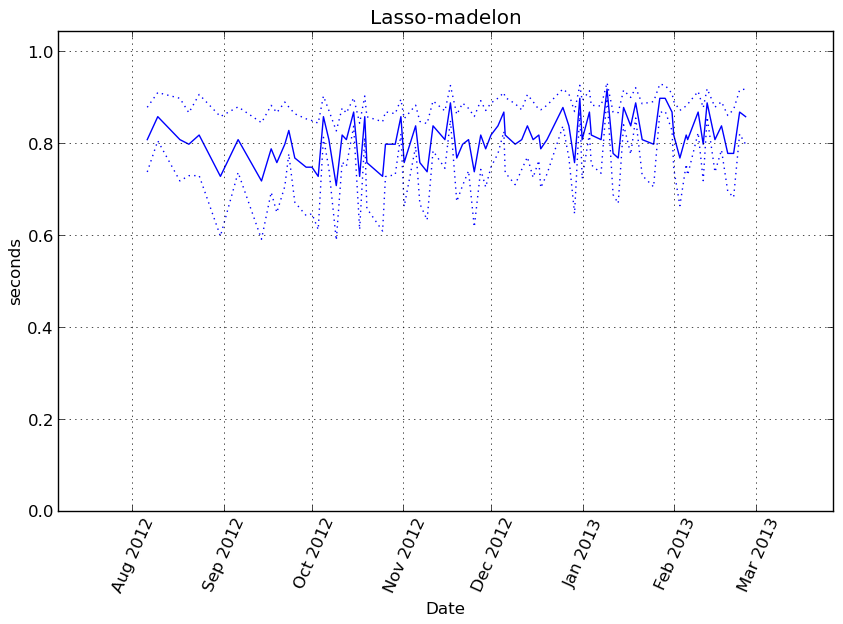 Lasso-madelon
1.0
0.8
0.6
0.4
0.2
0.0
seconds
Aug 2012
Sep 2012
Oct 2012
Nov 2012
Dec 2012
Jan 2013
Feb 2013
Mar 2013
Date